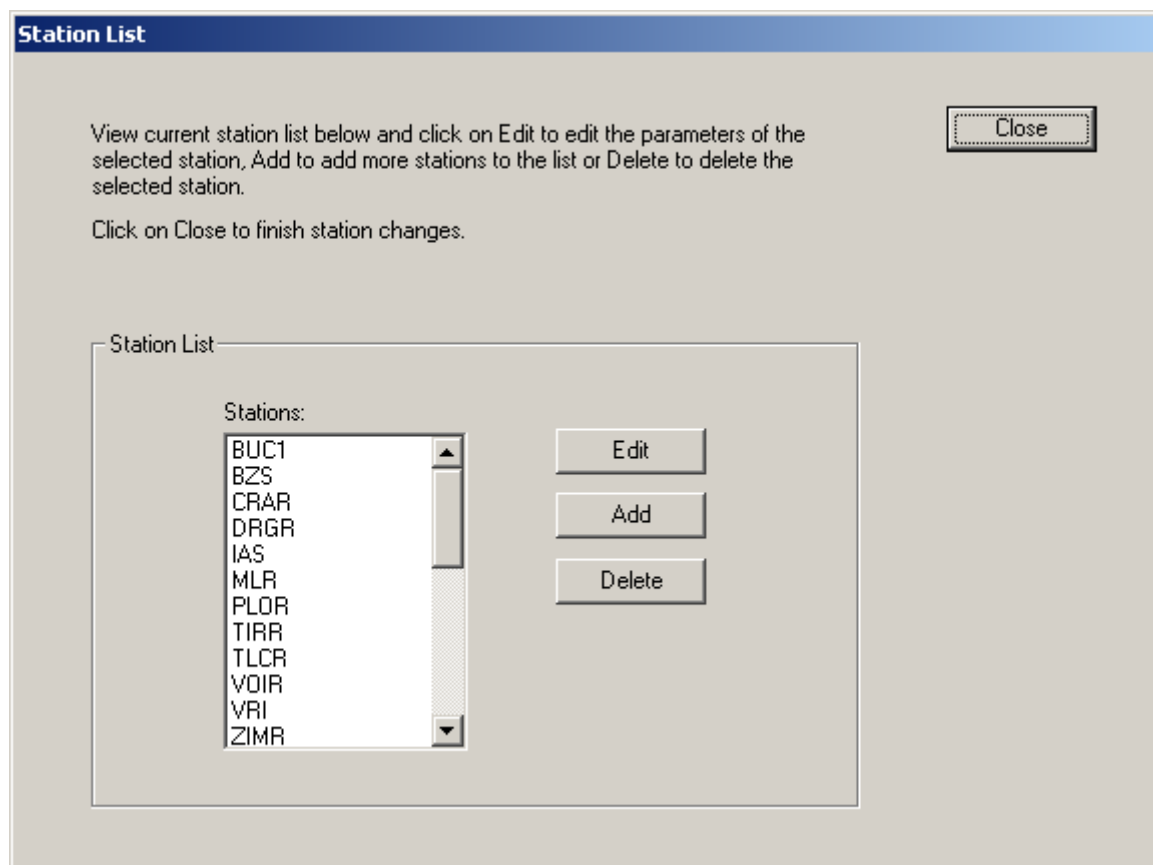 Station List
View current station list below and click on Edit to edit the parameters of the
selected station, Add to add more stations to the list or Delete to delete the
selected station.
Click on Close to finish station changes.
Close
Station List
Stations:
BUC1
BZS
CRAR
DRGR
IAS
MLR
PLOR
TIRR
TLCR
VOIR
VRI
ZIMR
Edit
Add
Delete